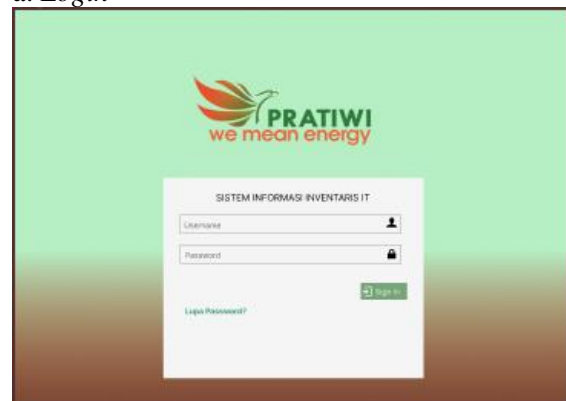 a. Login
PRATIWI
we mean energy
SISTEM INFORMASI INVENTARIS IT
Username
Password
Sign In
Lupa Password?